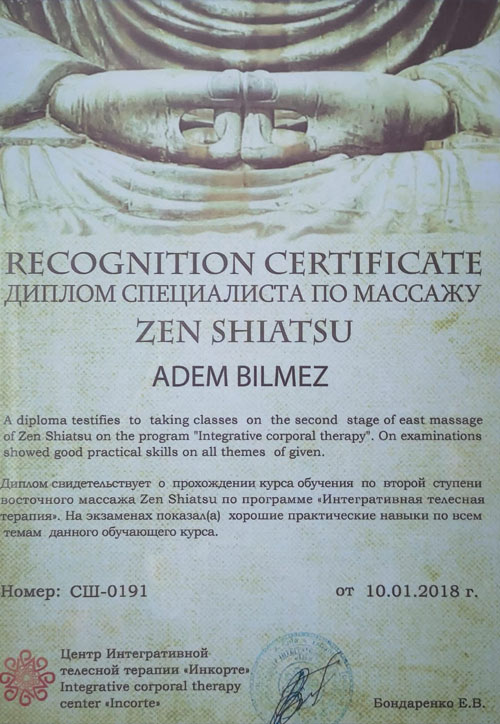 RECOGNITION CERTIFICATE
ДИПЛОМ СПЕЦИАЛИСТА ПО МАССАЖУ
ZEN SHIATSU
ADEM BILMEZ
A diploma testifies to taking classes on the second stage of east massage
of Zen Shiatsu on the program "Integrative corporal therapy". On examinations
showed good practical skills on all themes of given.
Диплом свидетельствует о прохождении курса обучения по второй ступени
восточного массажа Zen Shiatsu по программе «Интегративная телесная
терапия». На экзаменах показал(а) хорошие практические навыки по всем
темам данного обучающего курса.
Номер: СШ-0191 от 10.01.2018 г.
Центр Интегративной
телесной терапии «Инкорте»
Integrative corporal therapy
center «Incorte» Бондаренко Е.В.